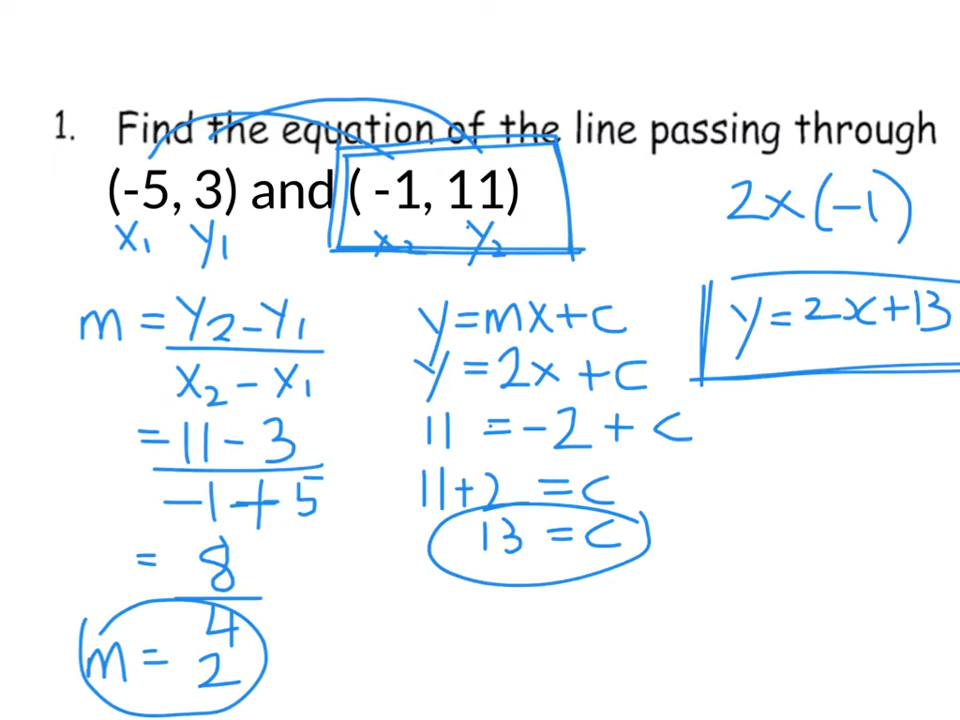 1. Find the equation of the line passing through
(-5, 3) and ( -1, 11)
x₁ y₁ x₂ y₂
2x(-1)
m = y₂ - y₁
x₂ - x₁
= 11 - 3
-1 + 5
= 8
4
m = 2
y = mx + c
y = 2x + c
11 = -2 + c
11+2 = c
13 = c
y = 2x + 13